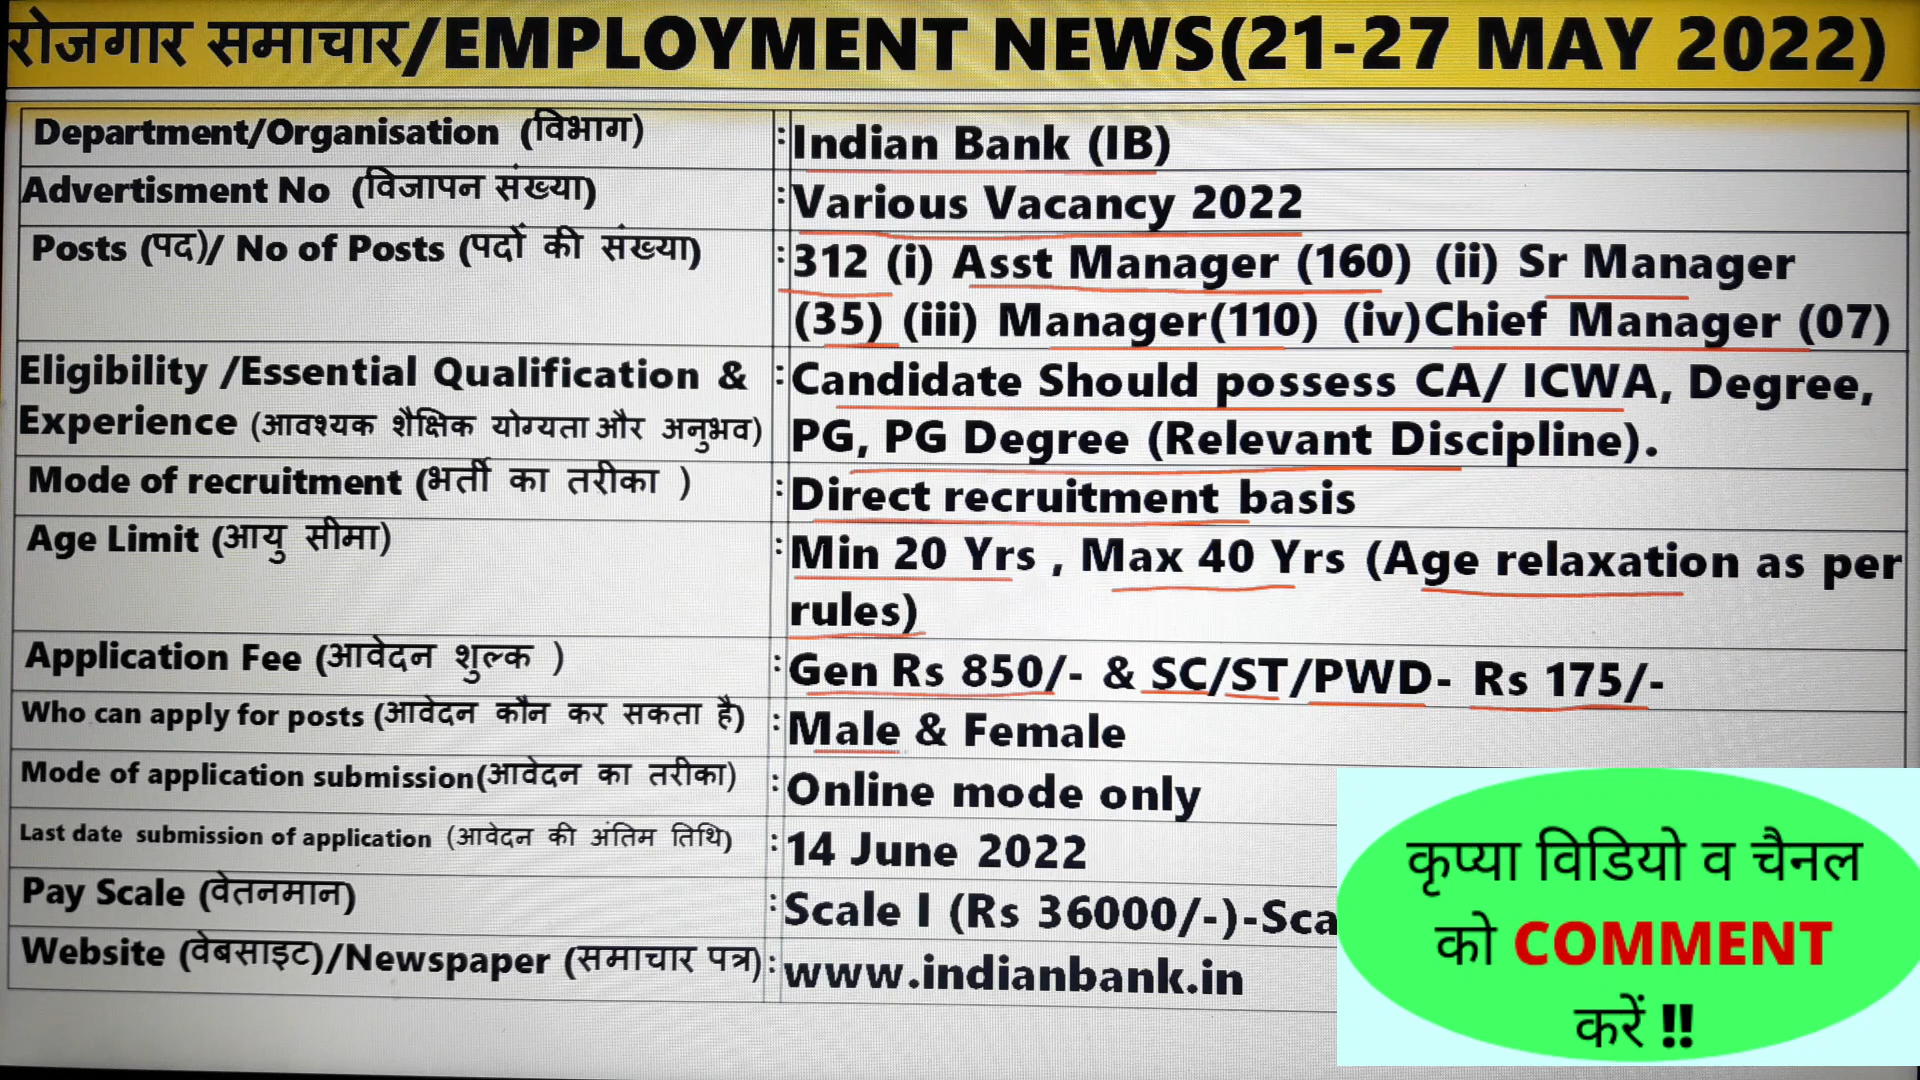 रोजगार समाचार/EMPLOYMENT NEWS(21-27 MAY 2022)
Department/Organisation (विभाग) : Indian Bank (IB)
Advertisment No (विजापन संख्या) : Various Vacancy 2022
Posts (पद)/ No of Posts (पदों की संख्या) : 312 (i) Asst Manager (160) (ii) Sr Manager
(35) (iii) Manager(110) (iv)Chief Manager (07)
Eligibility /Essential Qualification &
Experience (आवश्यक शैक्षिक योग्यता और अनुभव) : Candidate Should possess CA/ ICWA, Degree,
PG, PG Degree (Relevant Discipline).
Mode of recruitment (भर्ती का तरीका ) : Direct recruitment basis
Age Limit (आयु सीमा) : Min 20 Yrs , Max 40 Yrs (Age relaxation as per
rules)
Application Fee (आवेदन शुल्क ) : Gen Rs 850/- & SC/ST/PWD- Rs 175/-
Who can apply for posts (आवेदन कौन कर सकता है) : Male & Female
Mode of application submission(आवेदन का तरीका) : Online mode only
Last date submission of application (आवेदन की अंतिम तिथि) : 14 June 2022
Pay Scale (वेतनमान) : Scale I (Rs 36000/-)-Sca
Website (वेबसाइट)/Newspaper (समाचार पत्र) : www.indianbank.in
कृप्या विडियो व चैनल
को COMMENT
करें !!